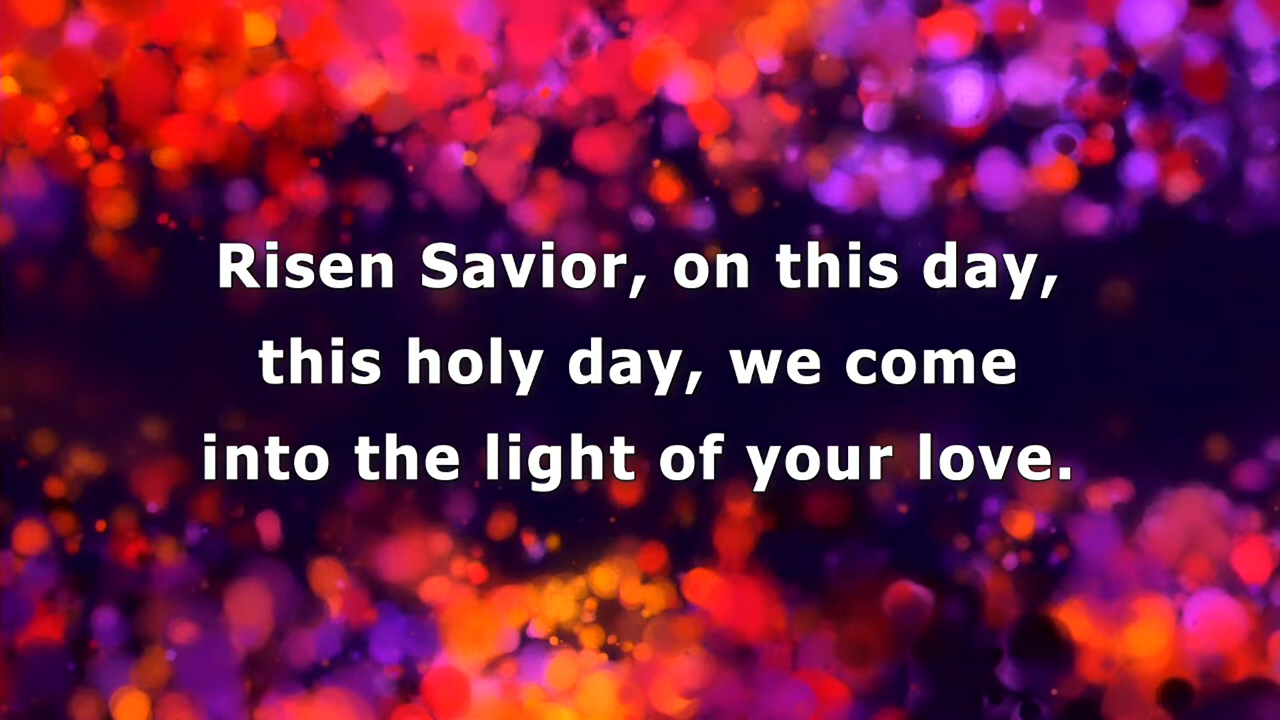 Risen Savior, on this day,
this holy day, we come
into the light of your love.